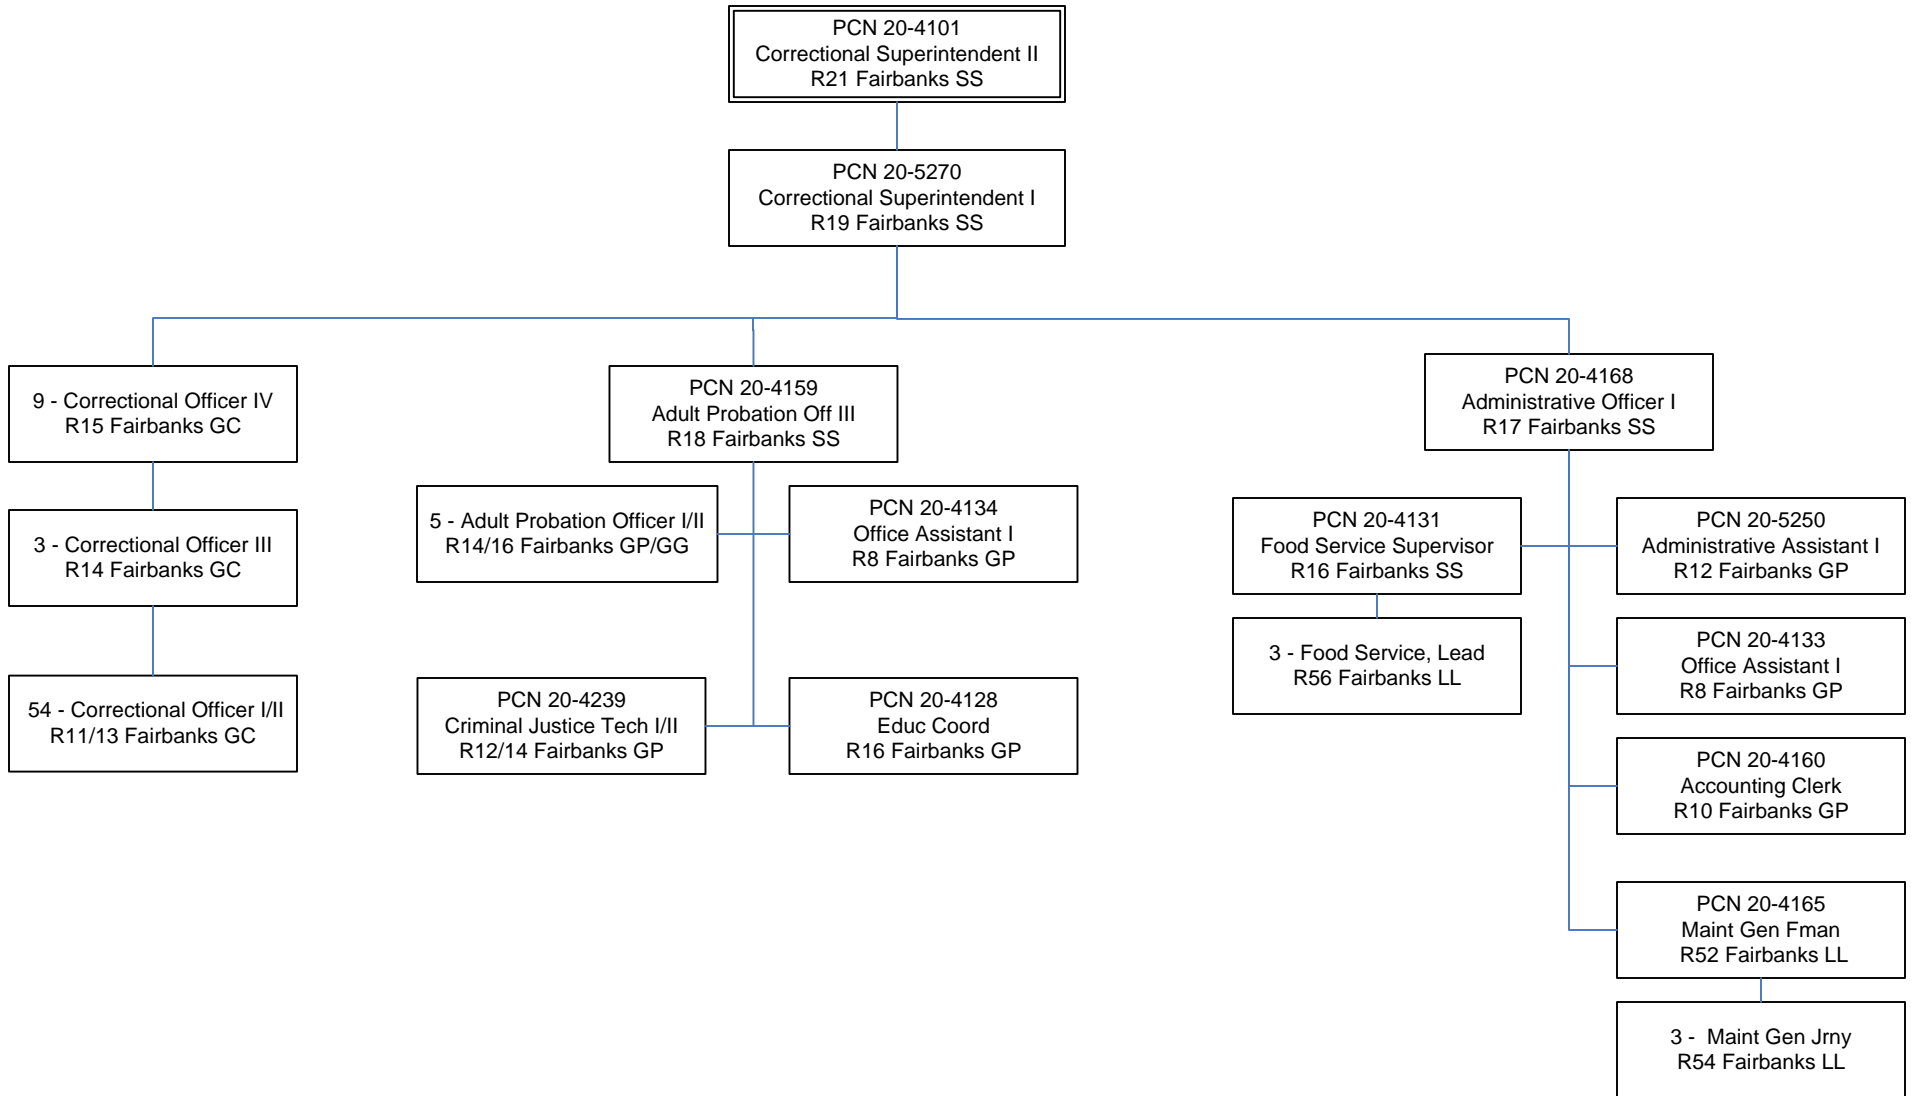 PCN 20-4101
Correctional Superintendent II
R21 Fairbanks SS
PCN 20-5270
Correctional Superintendent I
R19 Fairbanks SS
9 - Correctional Officer IV
R15 Fairbanks GC
3 - Correctional Officer III
R14 Fairbanks GC
54 - Correctional Officer I/II
R11/13 Fairbanks GC
PCN 20-4159
Adult Probation Off III
R18 Fairbanks SS
5 - Adult Probation Officer I/II
R14/16 Fairbanks GP/GG
PCN 20-4134
Office Assistant I
R8 Fairbanks GP
PCN 20-4239
Criminal Justice Tech I/II
R12/14 Fairbanks GP
PCN 20-4128
Educ Coord
R16 Fairbanks GP
PCN 20-4168
Administrative Officer I
R17 Fairbanks SS
PCN 20-4131
Food Service Supervisor
R16 Fairbanks SS
3 - Food Service, Lead
R56 Fairbanks LL
PCN 20-5250
Administrative Assistant I
R12 Fairbanks GP
PCN 20-4133
Office Assistant I
R8 Fairbanks GP
PCN 20-4160
Accounting Clerk
R10 Fairbanks GP
PCN 20-4165
Maint Gen Fman
R52 Fairbanks LL
3 -  Maint Gen Jrny
R54 Fairbanks LL